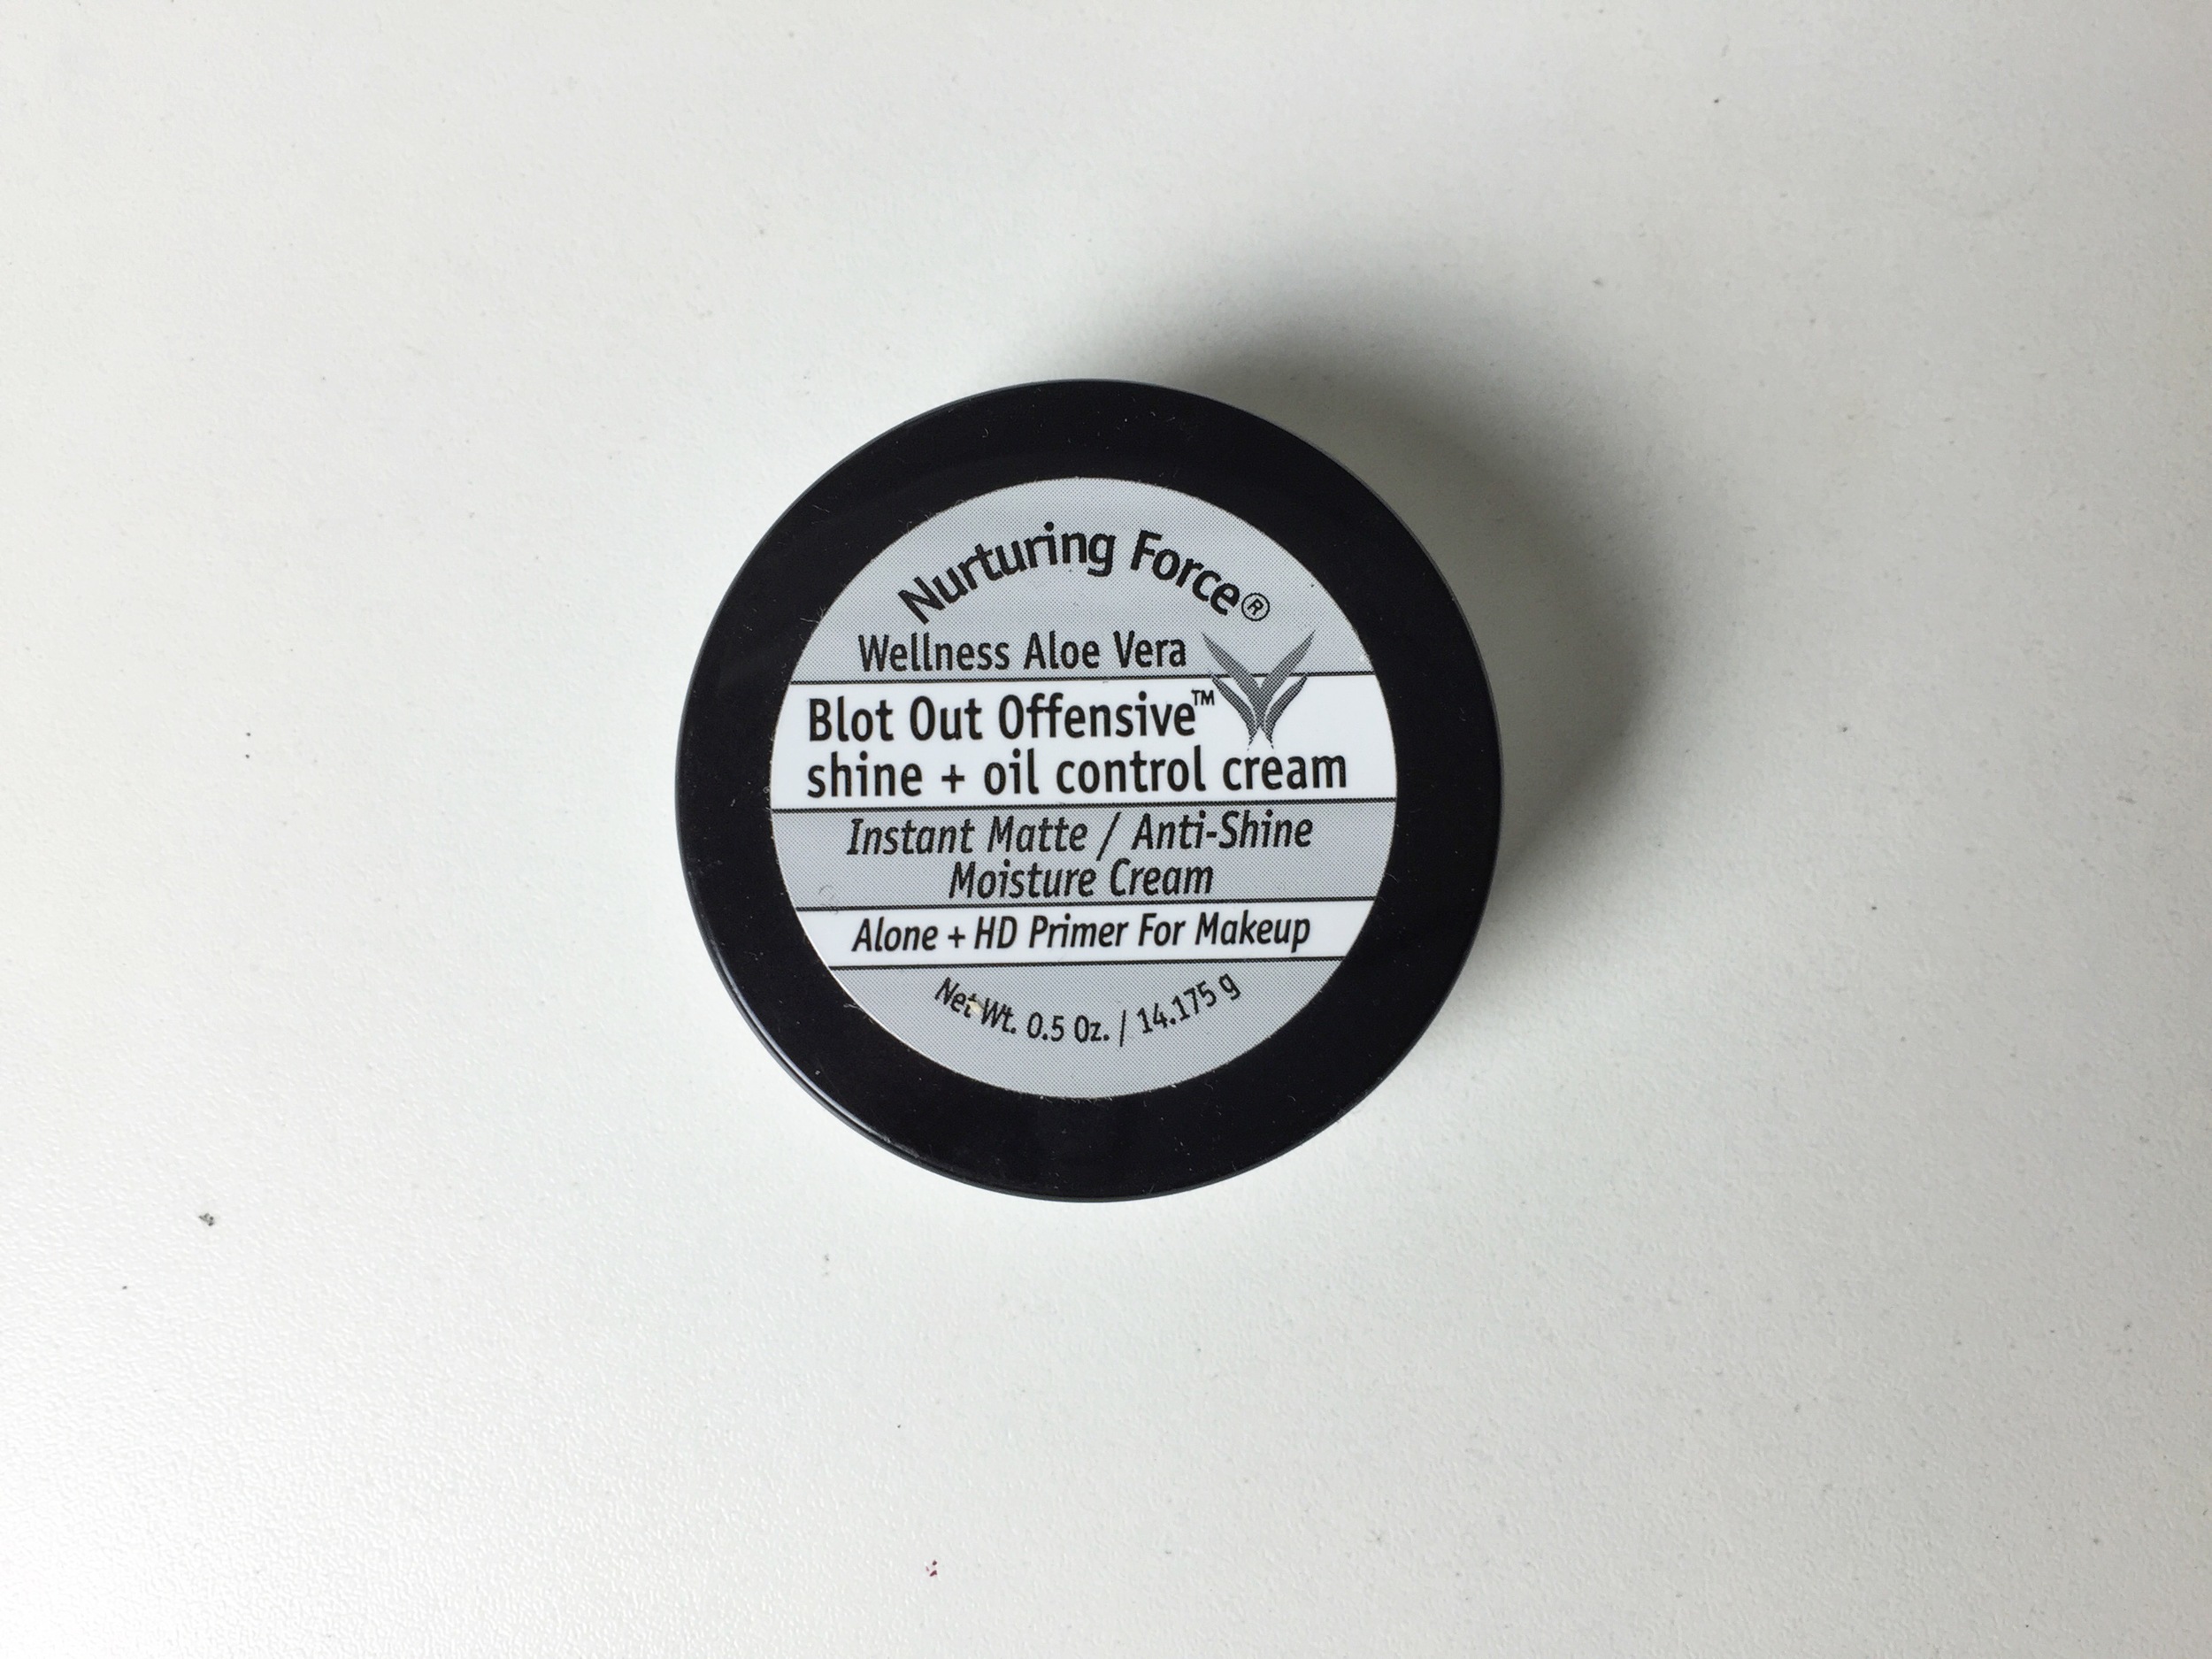 Nurturing Force®
Wellness Aloe Vera
Blot Out Offensive™
shine + oil control cream
Instant Matte / Anti-Shine
Moisture Cream
Alone + HD Primer For Makeup
Net Wt. 0.5 Oz. / 14.175 g